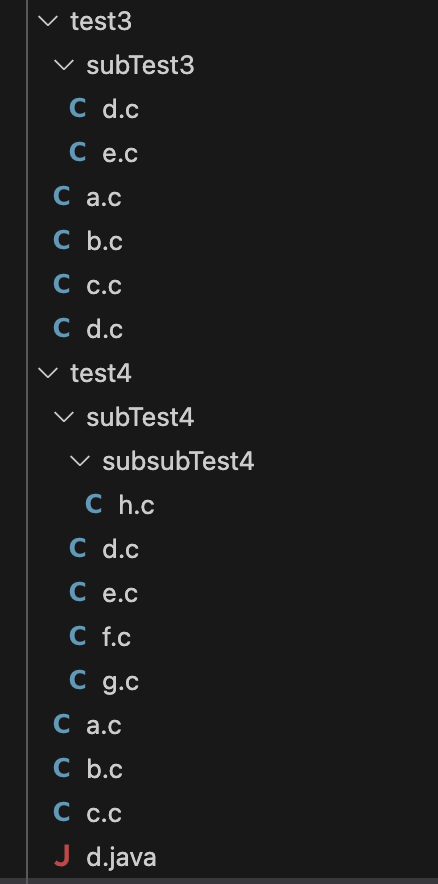 test3
subTest3
C d.c
C e.c
C a.c
C b.c
C c.c
C d.c
test4
subTest4
subsubTest4
C h.c
C d.c
C e.c
C f.c
C g.c
C a.c
C b.c
C c.c
J d.java